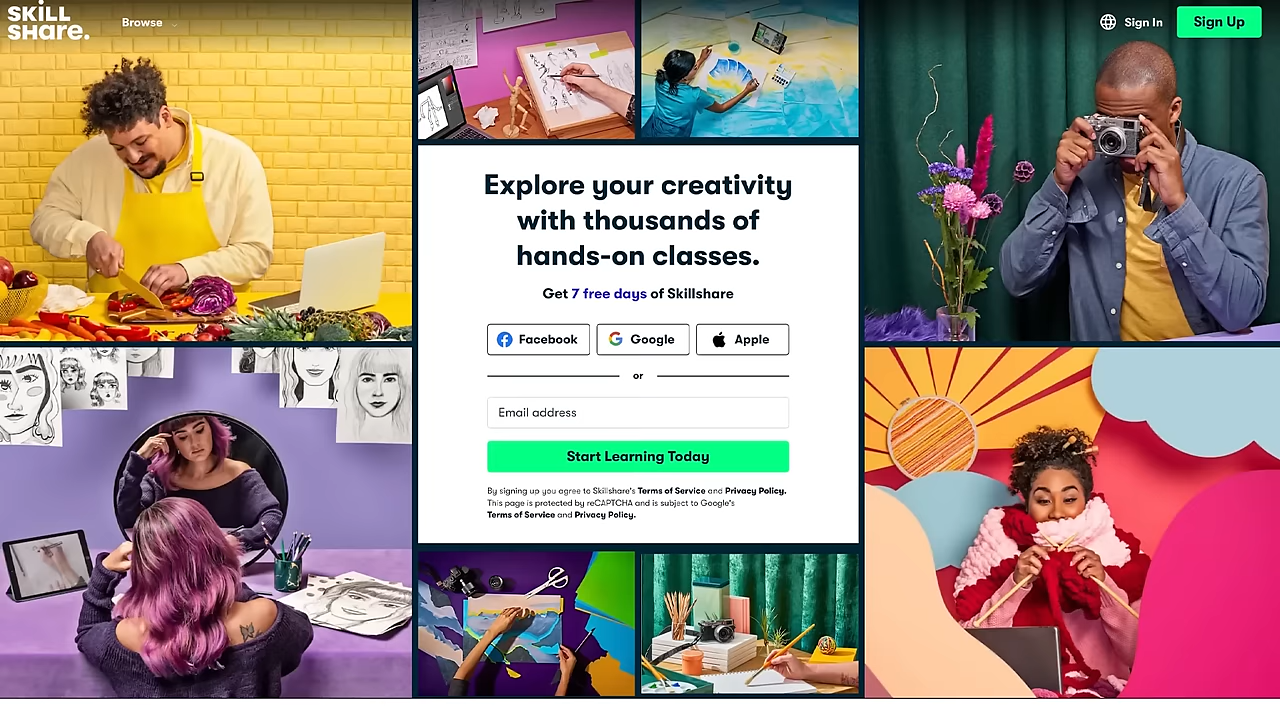 SKILL
SHare.
Browse
Sign In
Sign Up
Explore your creativity
with thousands of
hands-on classes.
Get 7 free days of Skillshare
Facebook
Google
Apple
or
Email address
Start Learning Today
By signing up you agree to Skillshare's Terms of Service and Privacy Policy.
This page is protected by reCAPTCHA and is subject to Google's
Terms of Service and Privacy Policy.